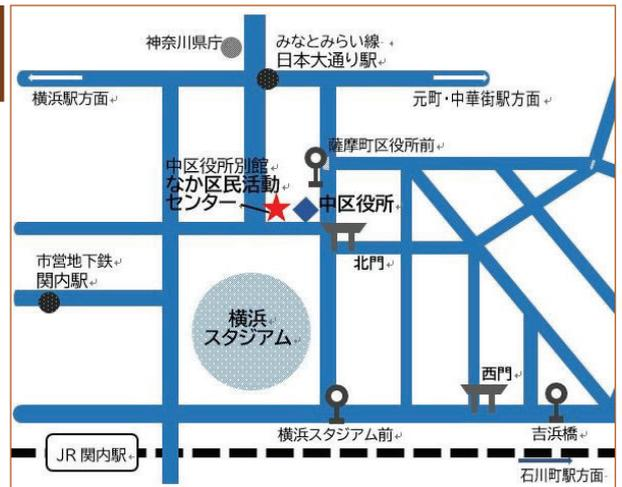 神奈川県庁
みなとみらい線
日本大通り駅
横浜駅方面
元町・中華街駅方面
薩摩町区役所前
中区役所別館
なか区民活動
センター
中区役所
北門
市営地下鉄
関内駅
横浜
スタジアム
西門
横浜スタジアム前
吉浜橋
JR 関内駅
石川町駅方面